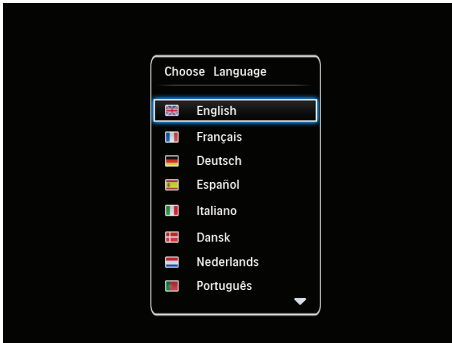 Choose Language
English
Français
Deutsch
Español
Italiano
Dansk
Nederlands
Português